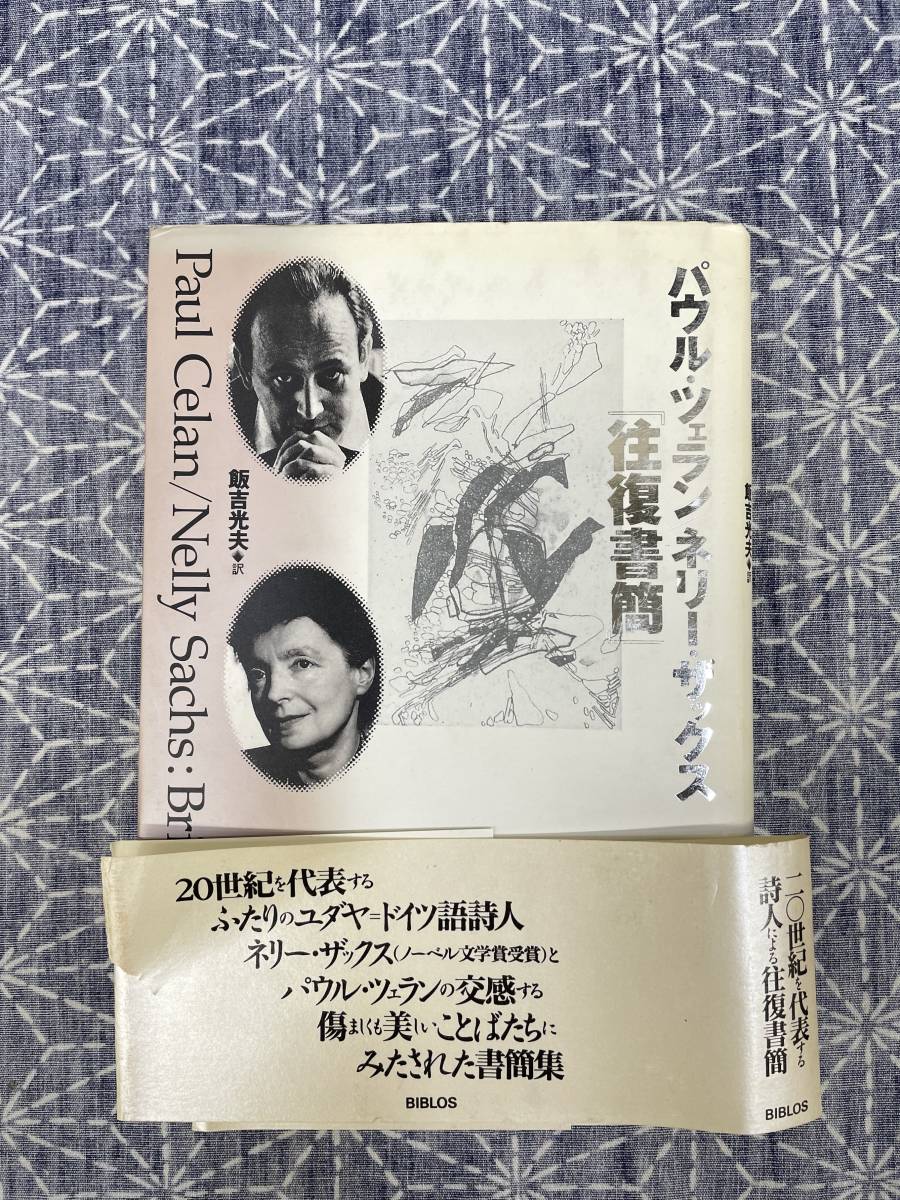 パウル・ツェラン/ネリー・ザックス
『往復書簡』
飯吉光夫◆訳
Paul Celan/Nelly Sachs: Bri
飯吉光夫◆訳
20世紀を代表する
ふたりのユダヤ=ドイツ語詩人
ネリー・ザックス(ノーベル文学賞受賞)と
パウル・ツェランの交感する
傷ましくも美しいことばたちに
みたされた書簡集
BIBLOS
二〇世紀を代表する
詩人による往復書簡
BIBLOS